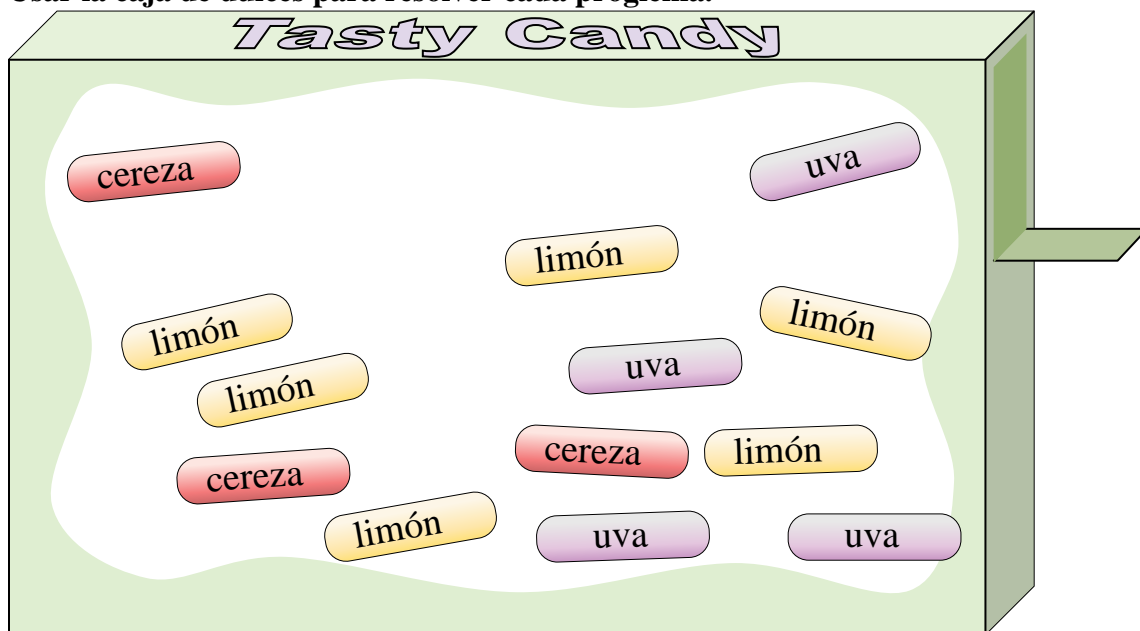 Usar la caja de dulces para resolver cada problema.
Tasty Candy
cereza
uva
limón
limón
limón
uva
limón
cereza
limón
cereza
limón
uva
uva